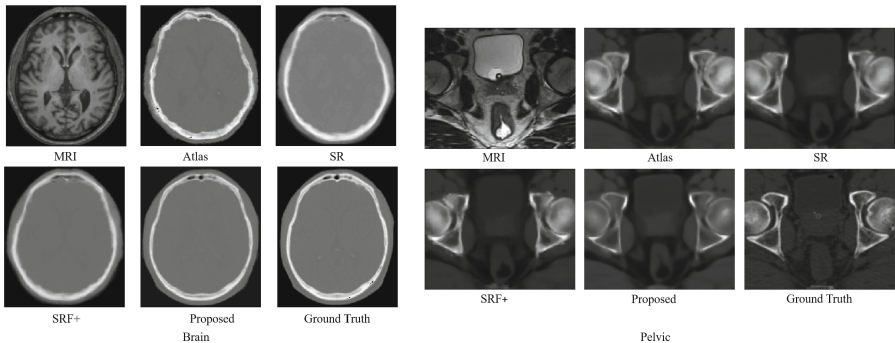 MRI Atlas SR
SRF+ Proposed Ground Truth
Brain
MRI Atlas SR
SRF+ Proposed Ground Truth
Pelvic